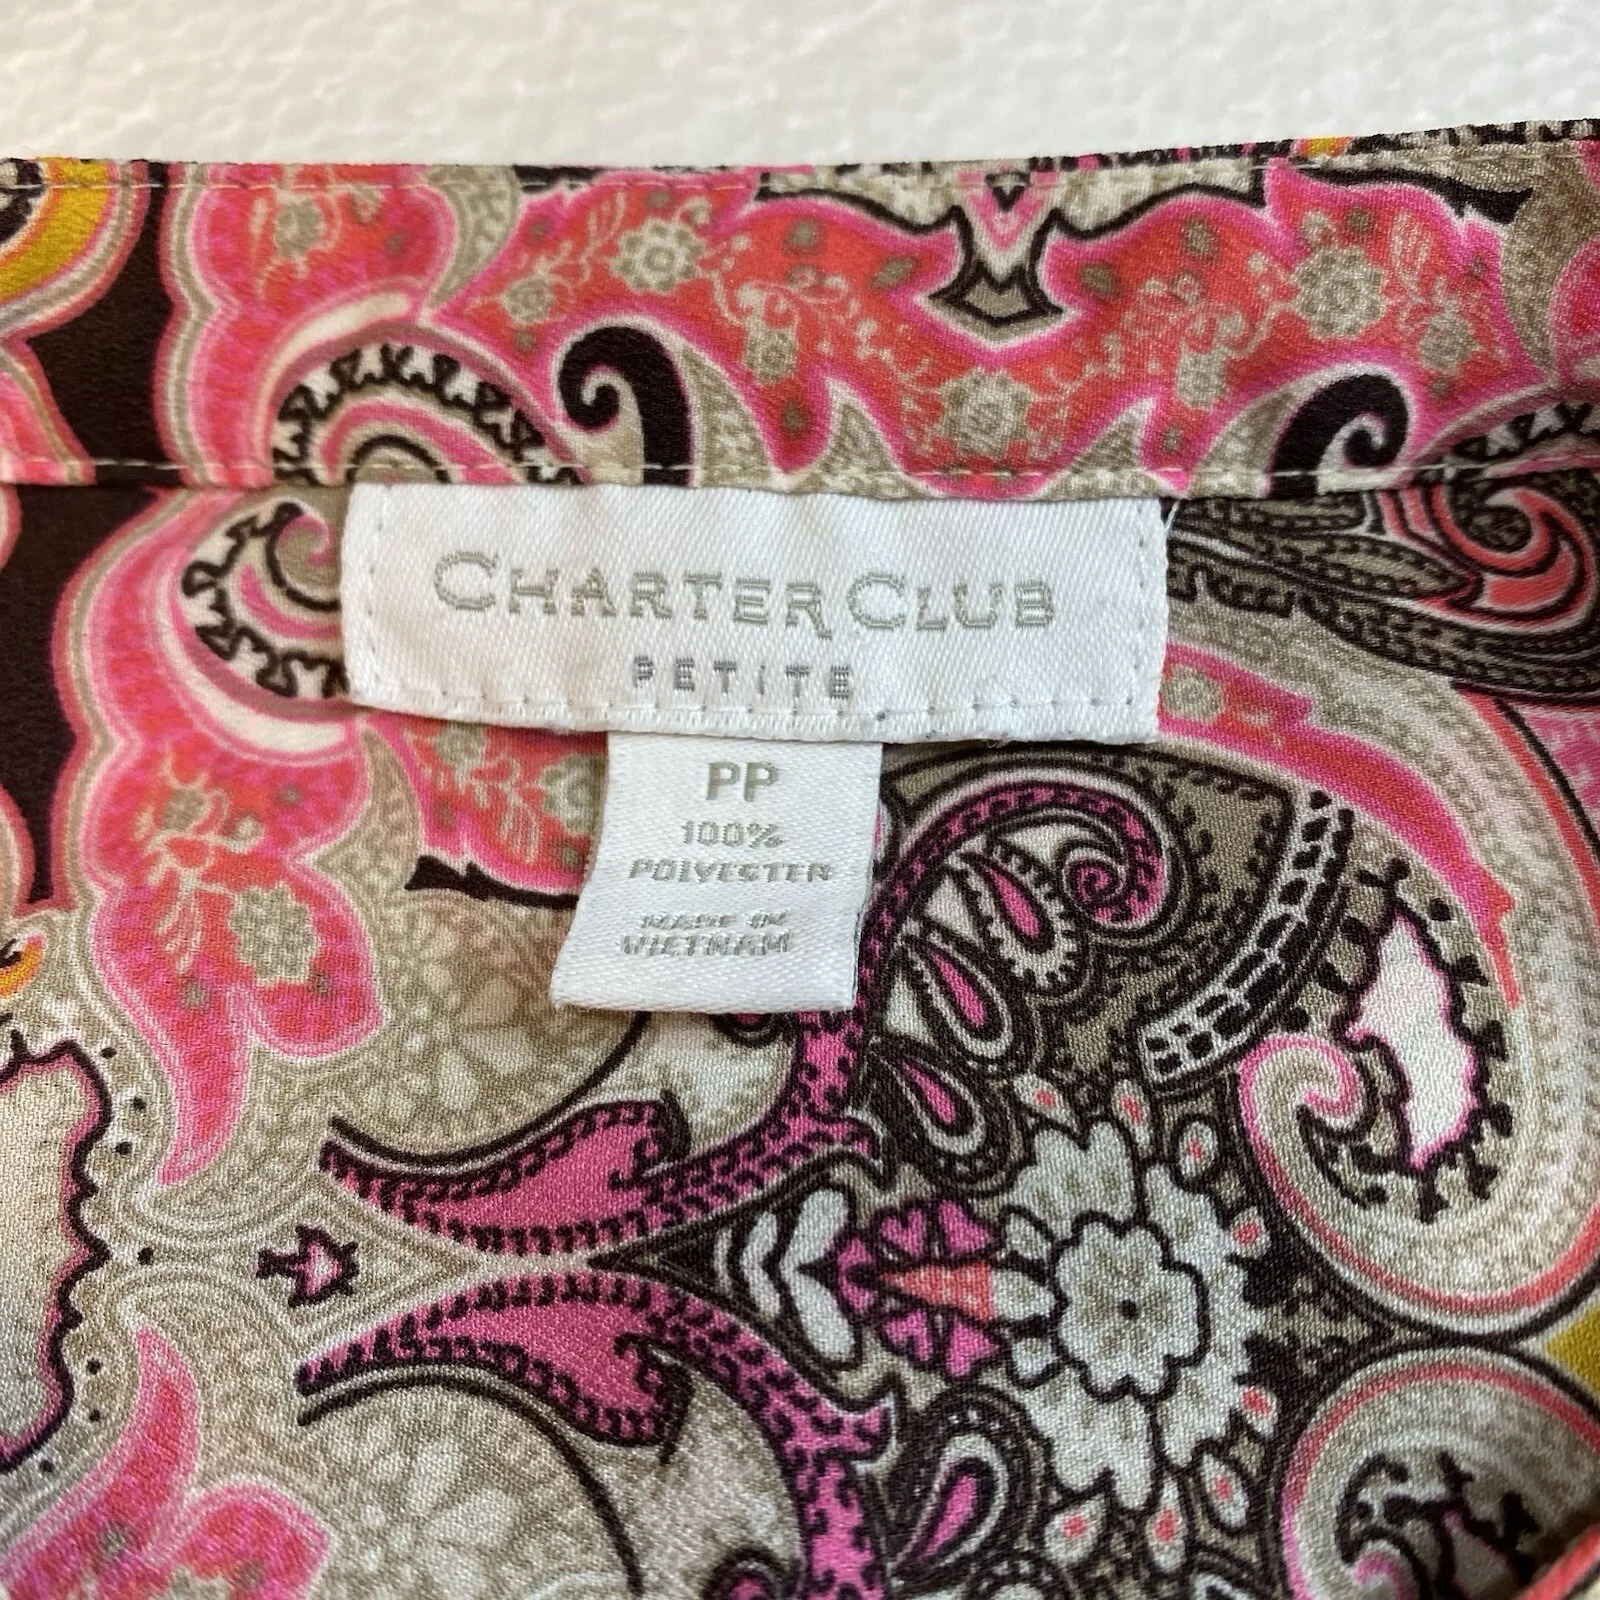 CHARTER CLUB
PETITE
PP
100%
POLYESTER
MADE IN
VIETNAM